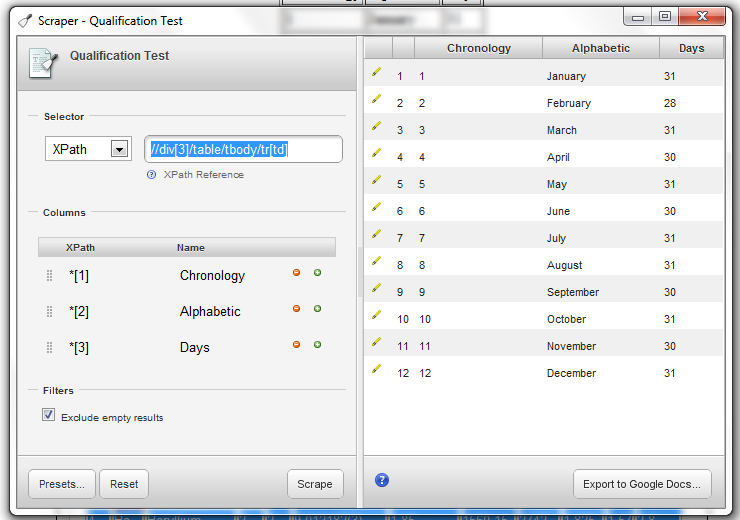 Scraper - Qualification Test
Qualification Test
Selector
XPath
//div[3]/table/tbody/tr[td]
XPath Reference
Columns
XPath Name
*[1] Chronology
*[2] Alphabetic
*[3] Days
Filters
Exclude empty results
Presets... Reset Scrape
Chronology Alphabetic Days
1 1 January 31
2 2 February 28
3 3 March 31
4 4 April 30
5 5 May 31
6 6 June 30
7 7 July 31
8 8 August 31
9 9 September 30
10 10 October 31
11 11 November 30
12 12 December 31
Export to Google Docs...